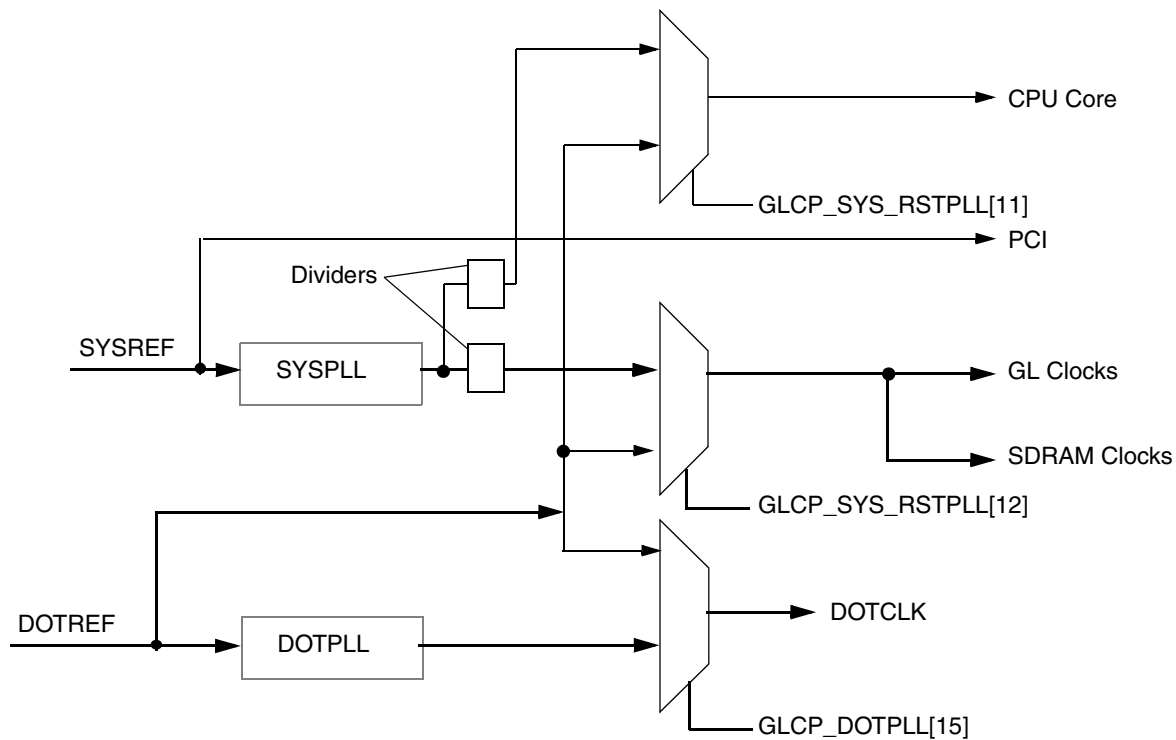 CPU Core
GLCP_SYS_RSTPLL[11]
PCI
Dividers
SYSREF
SYSPLL
GL Clocks
SDRAM Clocks
GLCP_SYS_RSTPLL[12]
DOTREF
DOTPLL
DOTCLK
GLCP_DOTPLL[15]